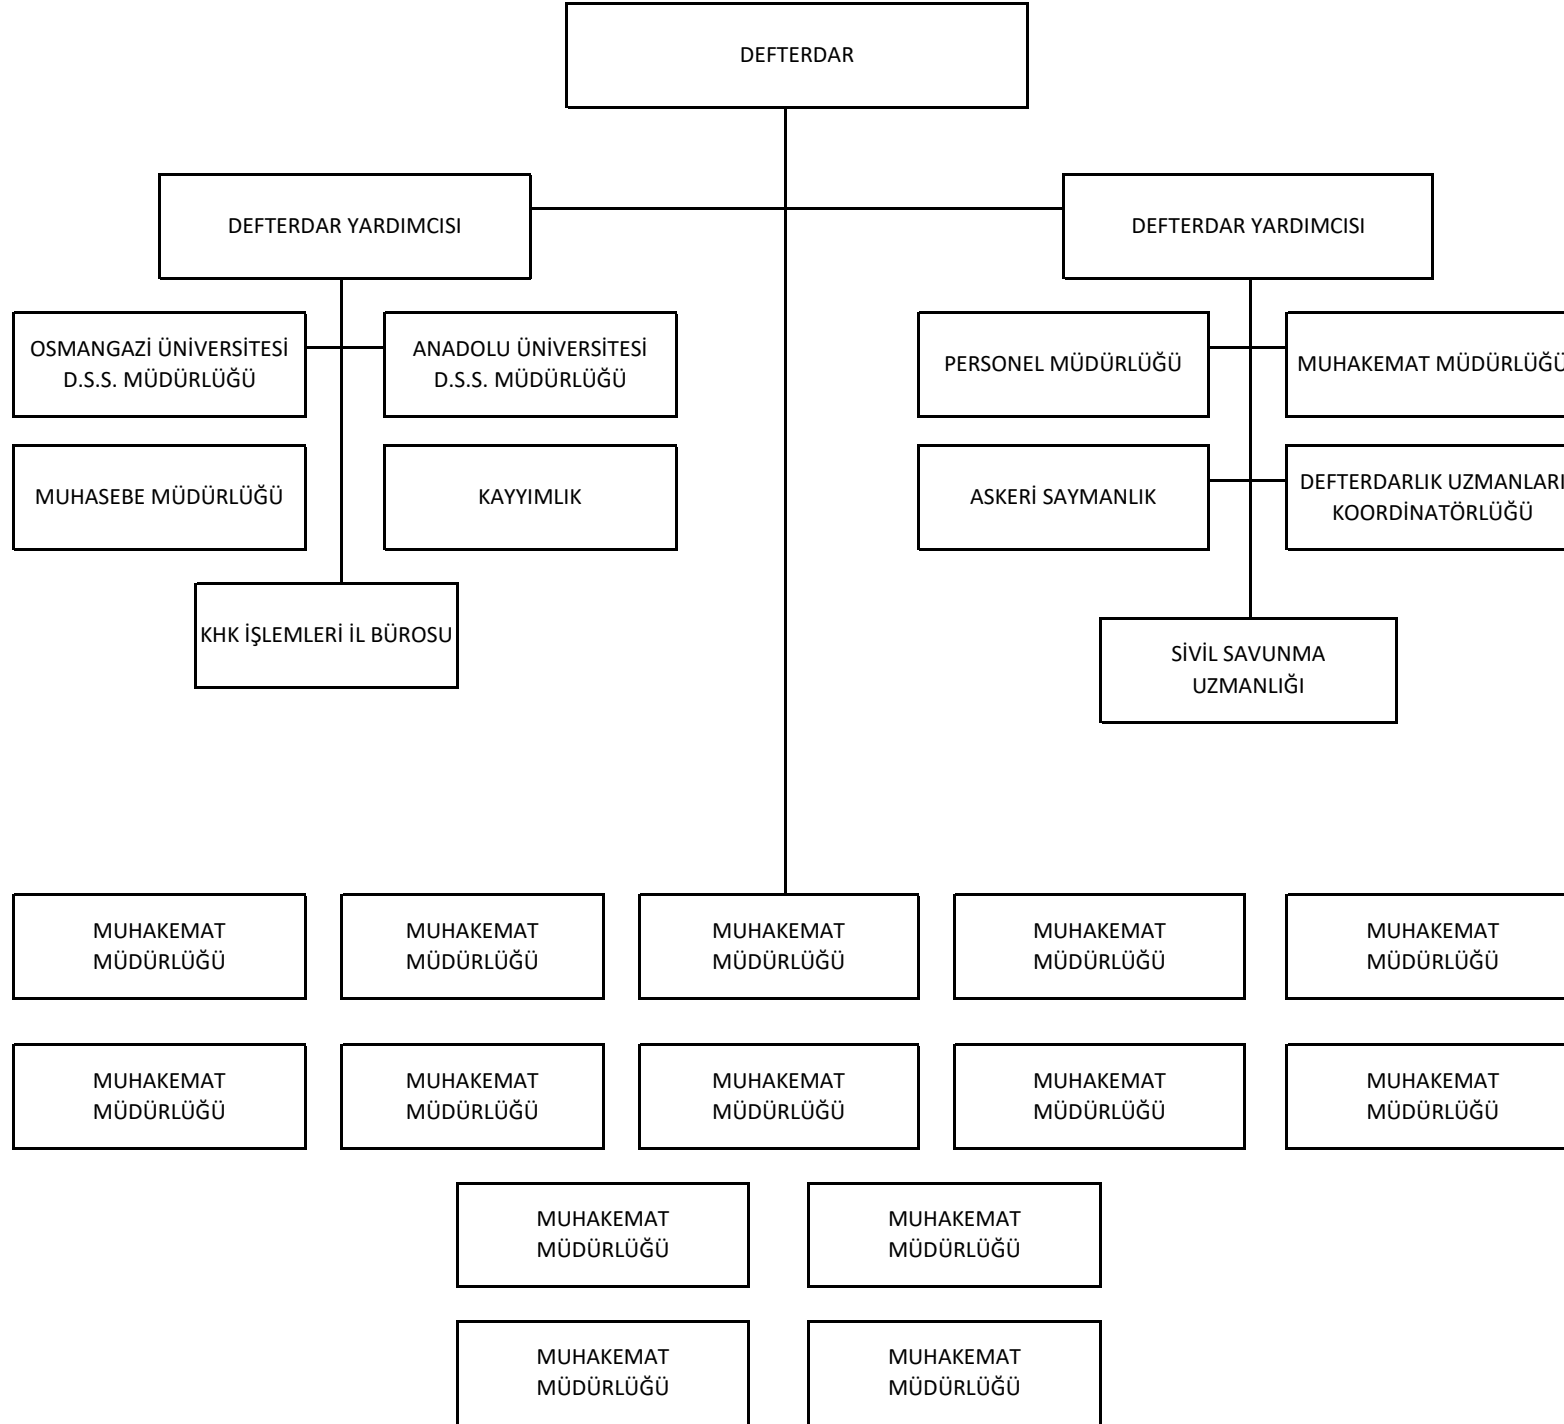 DEFTERDAR
DEFTERDAR YARDIMCISI
DEFTERDAR YARDIMCISI
OSMANGAZİ ÜNİVERSİTESİ
D.S.S. MÜDÜRLÜĞÜ
ANADOLU ÜNİVERSİTESİ
D.S.S. MÜDÜRLÜĞÜ
PERSONEL MÜDÜRLÜĞÜ
MUHAKEMAT MÜDÜRLÜĞÜ
MUHASEBE MÜDÜRLÜĞÜ
KAYYIMLIK
ASKERİ SAYMANLIK
DEFTERDARLIK UZMANLARI
KOORDİNATÖRLÜĞÜ
KHK İŞLEMLERİ İL BÜROSU
SİVİL SAVUNMA
UZMANLIĞI
MUHAKEMAT
MÜDÜRLÜĞÜ
MUHAKEMAT
MÜDÜRLÜĞÜ
MUHAKEMAT
MÜDÜRLÜĞÜ
MUHAKEMAT
MÜDÜRLÜĞÜ
MUHAKEMAT
MÜDÜRLÜĞÜ
MUHAKEMAT
MÜDÜRLÜĞÜ
MUHAKEMAT
MÜDÜRLÜĞÜ
MUHAKEMAT
MÜDÜRLÜĞÜ
MUHAKEMAT
MÜDÜRLÜĞÜ
MUHAKEMAT
MÜDÜRLÜĞÜ
MUHAKEMAT
MÜDÜRLÜĞÜ
MUHAKEMAT
MÜDÜRLÜĞÜ
MUHAKEMAT
MÜDÜRLÜĞÜ
MUHAKEMAT
MÜDÜRLÜĞÜ